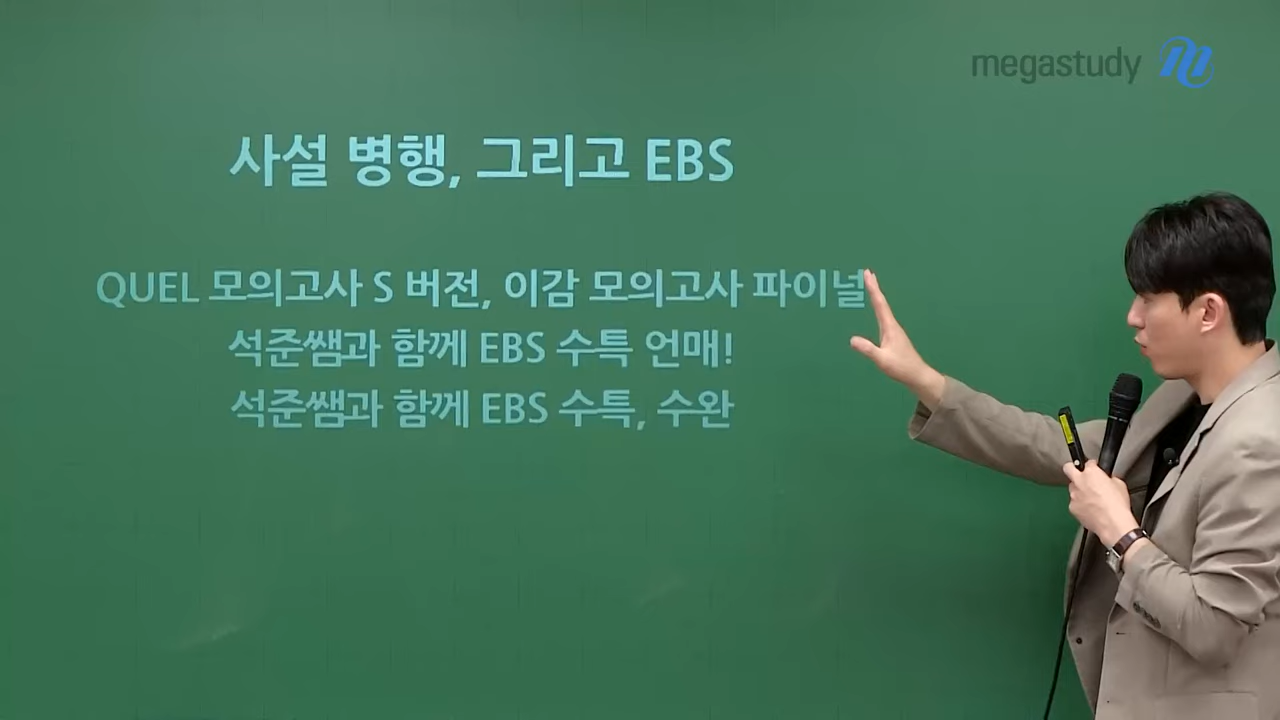 megastudy
사설 병행, 그리고 EBS
QUEL 모의고사 S 버전, 이감 모의고사 파이널
석준쌤과 함께 EBS 수특 언매!
석준쌤과 함께 EBS 수특, 수완